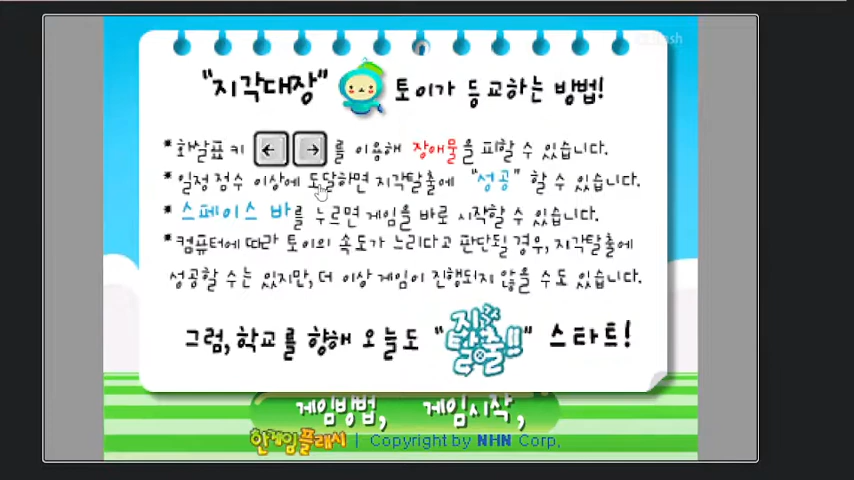 "지각대장" 토이가 등교하는 방법!
* 화살표 키 ← → 를 이용해 장애물을 피할 수 있습니다.
* 일정 점수 이상에 도달하면 지각탈출에 "성공" 할 수 있습니다.
* 스페이스 바를 누르면 게임을 바로 시작할 수 있습니다.
* 컴퓨터에 따라 토이의 속도가 느리다고 판단될 경우, 지각탈출에
성공할 수는 있지만, 더 이상 게임이 진행되지 않을 수도 있습니다.
그럼, 학교를 향해 오늘도 "지각탈출!!" 스타트!
게임방법, 게임시작,
한게임플래시 | Copyright by NHN Corp.